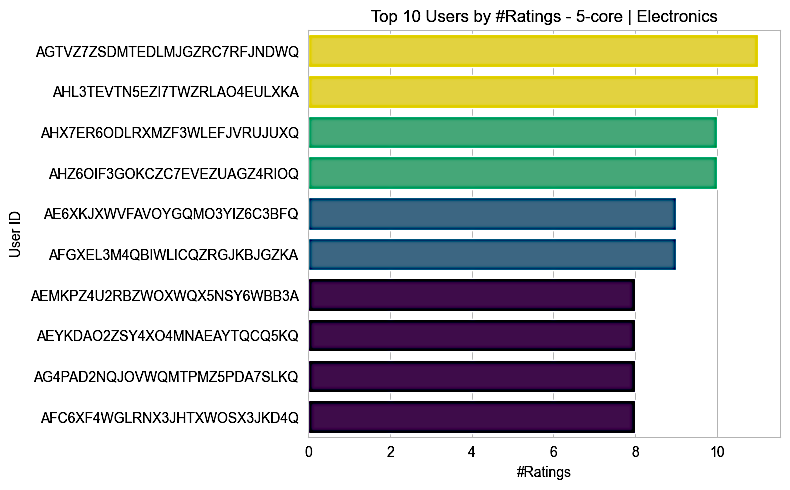 Top 10 Users by #Ratings - 5-core | Electronics
AGTVZ7ZSDMTEDLMJGZRC7RFJNDWQ
AHL3TEVTN5EZI7TWZRLAO4EULXKA
AHX7ER6ODLRXMZF3WLEFJVRUJUXQ
AHZ6OIF3GOKCZC7EVEZUAGZ4RIOQ
AE6XKJXWVFAVOYGQMO3YIZ6C3BFQ
AFGXEL3M4QBIWLICQZRGJKBJGZKA
AEMKPZ4U2RBZWOXWQX5NSY6WBB3A
AEYKDAO2ZSY4XO4MNAEAYTQCQ5KQ
AG4PAD2NQJOVWQMTPMZ5PDA7SLKQ
AFC6XF4WGLRNX3JHTXWOSX3JKD4Q
User ID
0 2 4 6 8 10
#Ratings